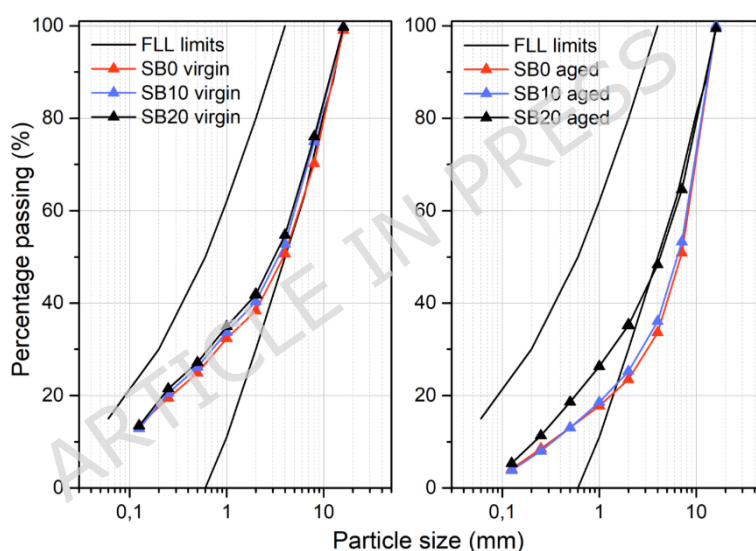 Percentage passing (%)
100
80
60
40
20
0
FLL limits
SB0 virgin
SB10 virgin
SB20 virgin
0,1
1
10
100
80
60
40
20
0
FLL limits
SB0 aged
SB10 aged
SB20 aged
0,1
1
10
Particle size (mm)
ARTICLE IN PRESS